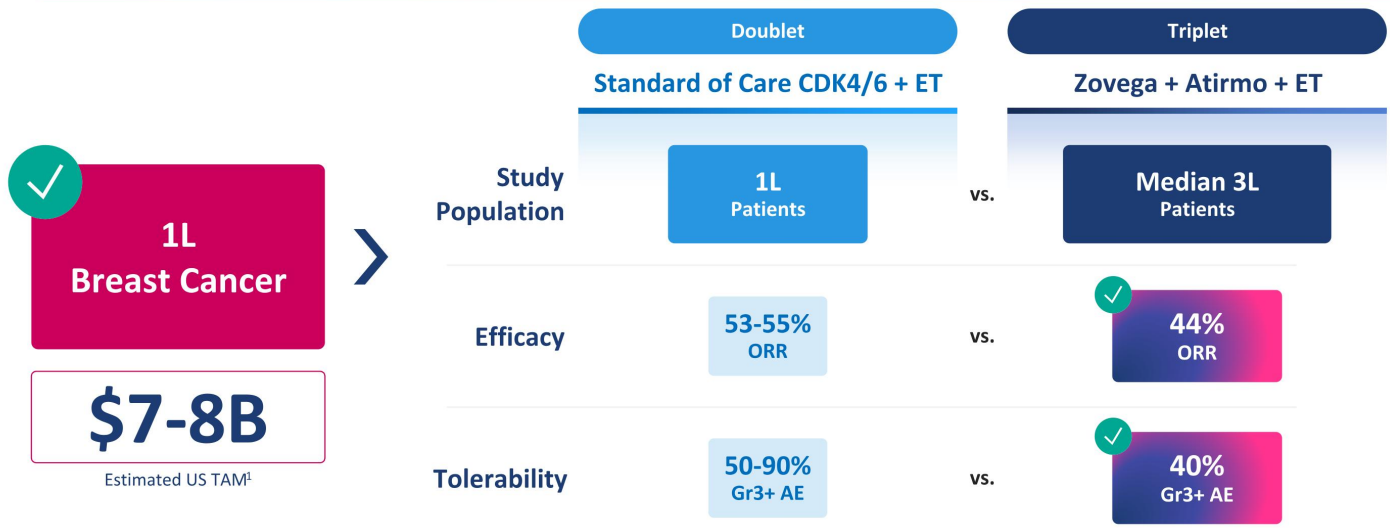 Doublet
Triplet
Standard of Care CDK4/6 + ET
Zovega + Atirmo + ET
1L
Breast Cancer
$7-8B
Estimated US TAM¹
Study
Population
1L
Patients
vs.
Median 3L
Patients
Efficacy
53-55%
ORR
vs.
44%
ORR
Tolerability
50-90%
Gr3+ AE
vs.
40%
Gr3+ AE